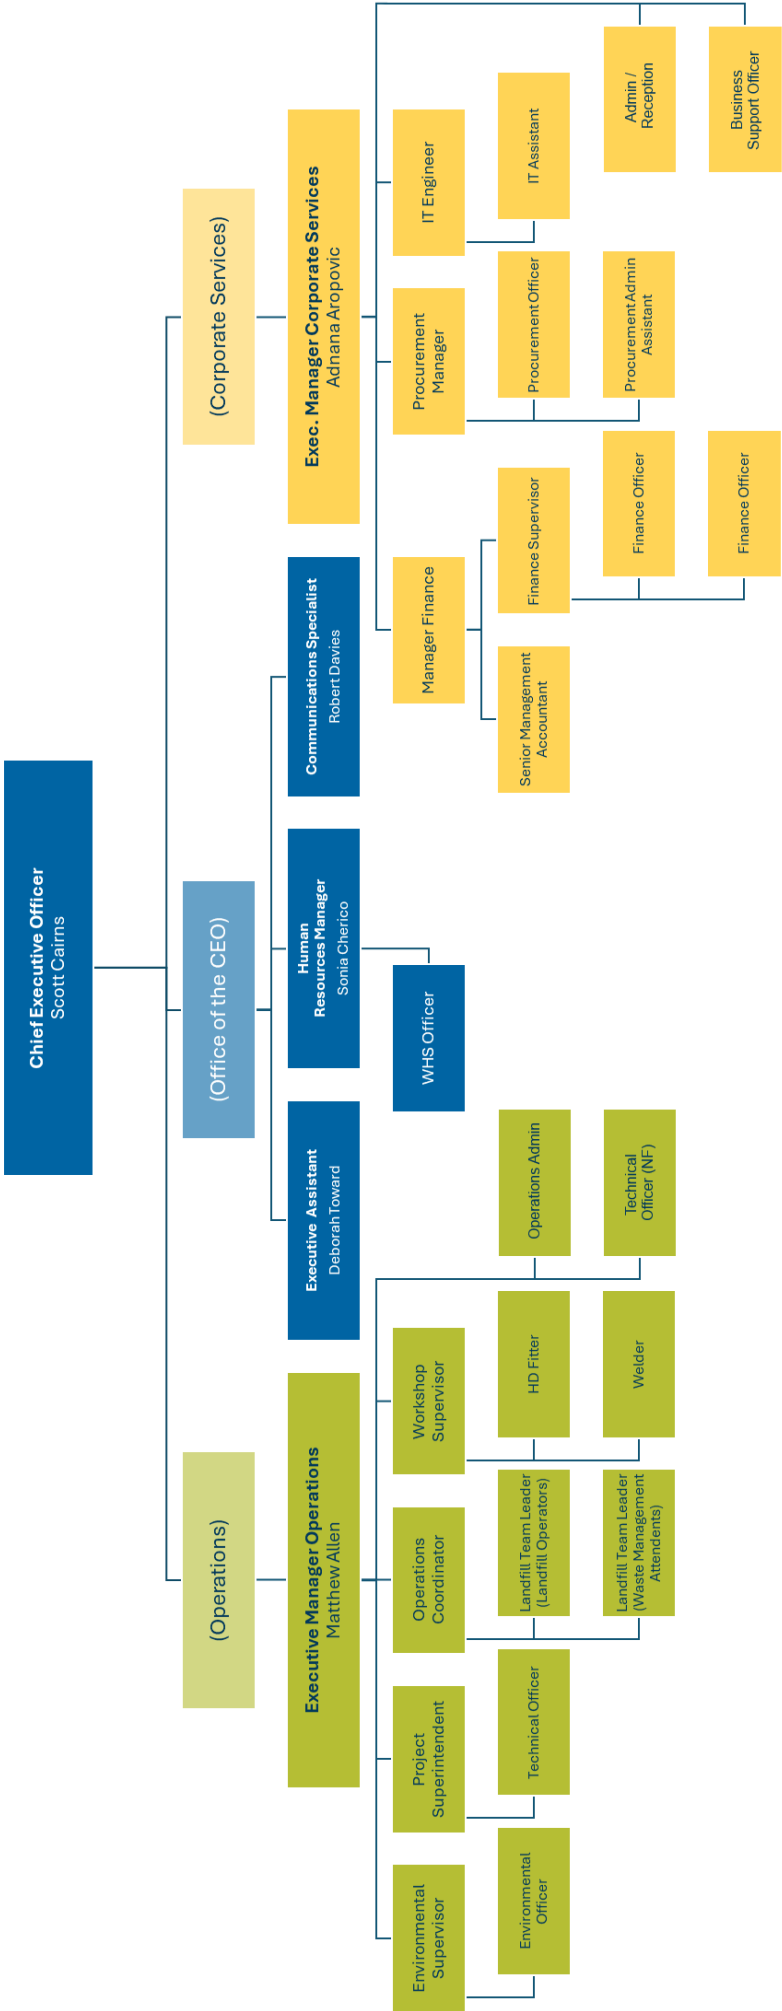 Chief Executive Officer
Scott Cairns
(Operations)
(Office of the CEO)
(Corporate Services)
Executive Manager Operations
Matthew Allen
Executive Assistant
Deborah Toward
Human
Resources Manager
Sonia Cherico
Communications Specialist
Robert Davies
Exec. Manager Corporate Services
Adnana Aropovic
Environmental
Supervisor
Project
Superintendent
Operations
Coordinator
Workshop
Supervisor
WHS Officer
Manager Finance
Procurement
Manager
IT Engineer
Environmental
Officer
Technical Officer
Landfill Team Leader
(Landfill Operators)
HD Fitter
Operations Admin
Senior Management
Accountant
Finance Supervisor
Procurement Officer
IT Assistant
Landfill Team Leader
(Waste Management
Attendents)
Welder
Technical
Officer (NF)
Finance Officer
Procurement Admin
Assistant
Admin /
Reception
Finance Officer
Business
Support Officer